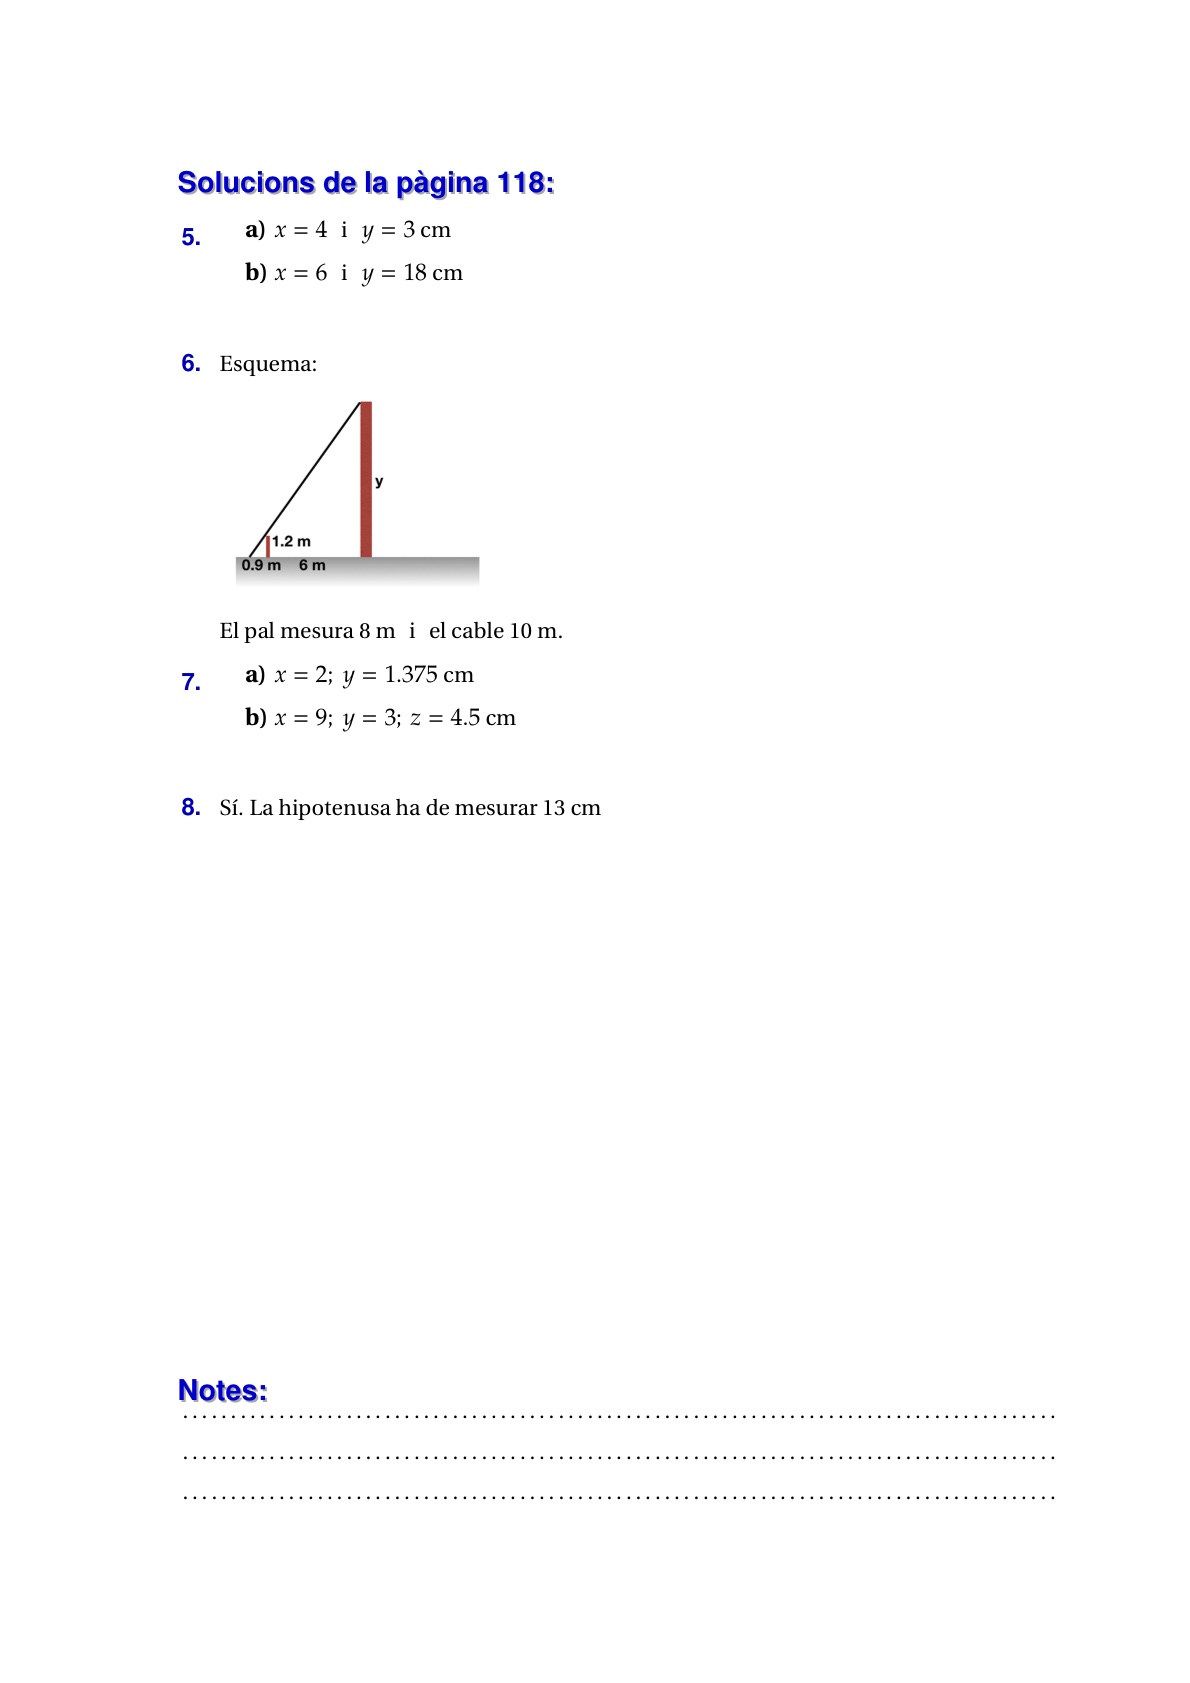 Solucions de la pàgina 118:
5. a) x = 4 i y = 3 cm
b) x = 6 i y = 18 cm
6. Esquema:
y
1.2 m
0.9 m 6 m
El pal mesura 8 m i el cable 10 m.
7. a) x = 2; y = 1.375 cm
b) x = 9; y = 3; z = 4.5 cm
8. Sí. La hipotenusa ha de mesurar 13 cm
Notes: